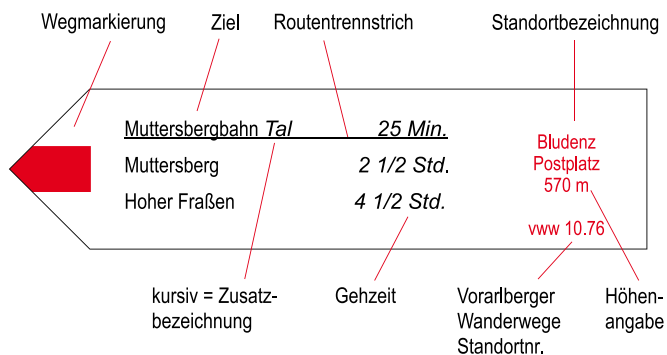 Wegmarkierung Ziel Routentrennstrich Standortbezeichnung
Muttersbergbahn Tal 25 Min.
Muttersberg 2 1/2 Std.
Hoher Fraßen 4 1/2 Std.
Bludenz
Postplatz
570 m
vww 10.76
kursiv = Zusatz-
bezeichnung
Gehzeit
Vorarlberger
Wanderwege
Standortnr.
Höhen-
angabe